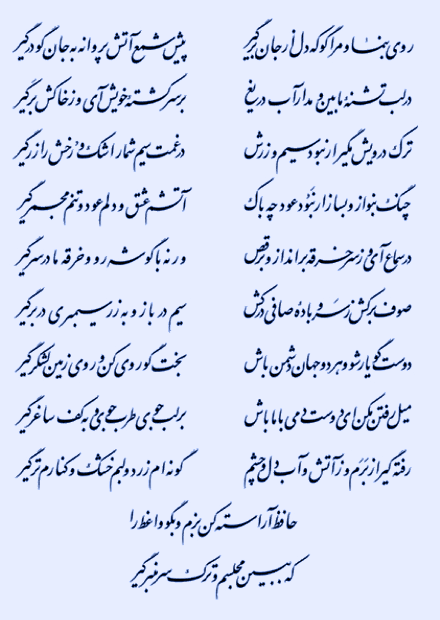 روی بنما و مرا گو که دل از جان برگیر پیش شمع آتش پروانه به جان گو درگیر
در لب تشنهٔ ما بین و مدار آب دریغ بر سر کشتهٔ خویش آی و ز خاکش برگیر
ترک درویش مگیر ار نبود سیم و زرش در غمت سیم شمار اشک و رخش را زر گیر
چنگ بنواز و بساز ار نبود عود چه باک آتشم عشق و دلم عود و تنم مجمر گیر
در سماع آی و ز سر خرقه برانداز و برقص ور نه با گوشه رو و خرقهٔ ما در سر گیر
صوف برکش ز سر و بادهٔ صافی درکش سیم در باز و به زر سیمبری در بر گیر
دوست گو یار شو و هر دو جهان دشمن باش بخت گو روی کن و روی زمین لشکر گیر
میل رفتن مکن ای دوست دمی با ما باش بر لب جوی طرب جوی و به کف ساغر گیر
رفته گیر از برم و ز آتش و آب دل و چشم گونه‌ام زرد و لبم خشک و کنارم تر گیر
حافظ آراسته کن بزم و بگو واعظ را
که ببین مجلسم و ترک سر منبر گیر